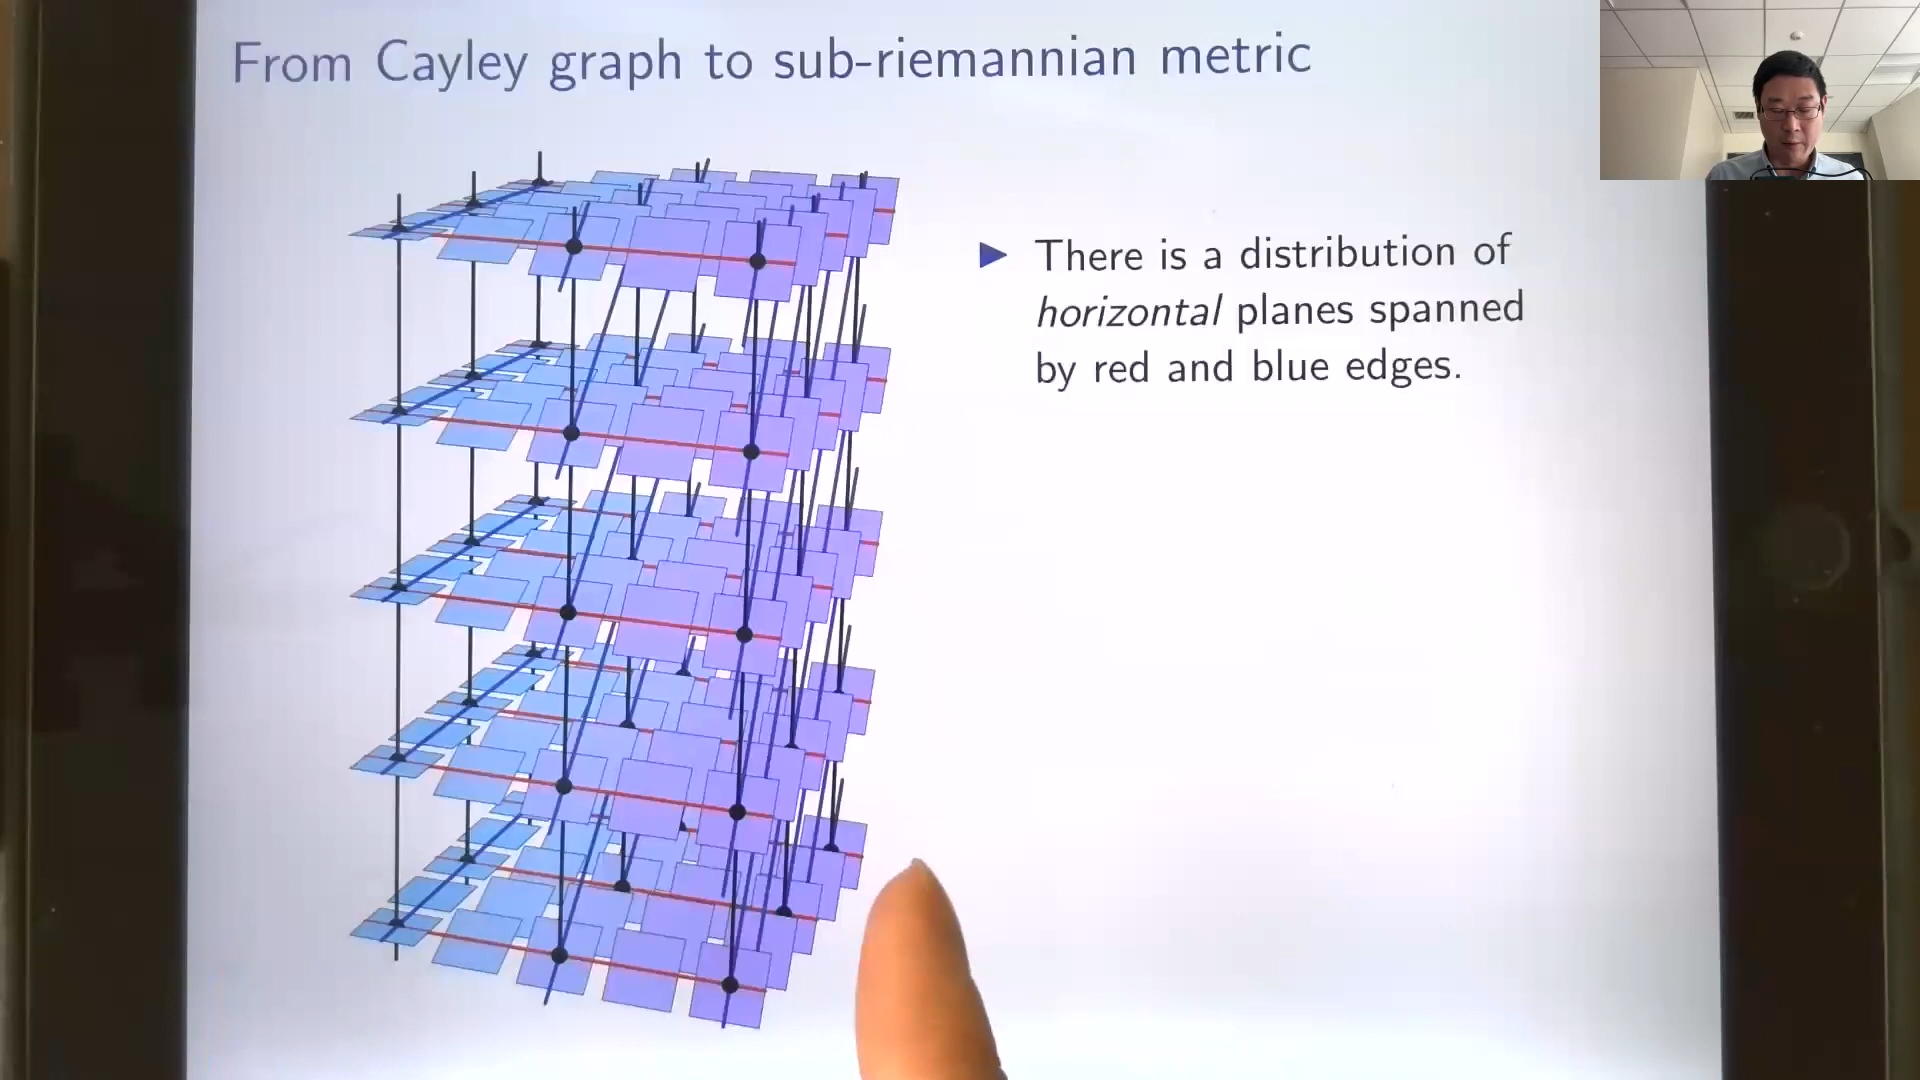 From Cayley graph to sub-riemannian metric
▶ There is a distribution of
horizontal planes spanned
by red and blue edges.